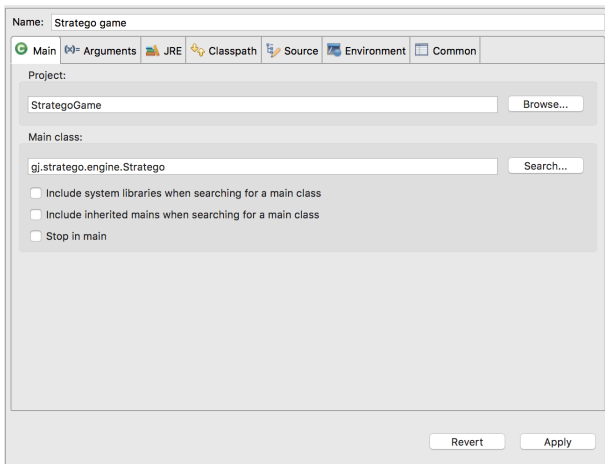 Name: Stratego game
Main (x)= Arguments JRE Classpath Source Environment Common
Project:
StrategoGame Browse...
Main class:
gj.stratego.engine.Stratego Search...
Include system libraries when searching for a main class
Include inherited mains when searching for a main class
Stop in main
Revert Apply